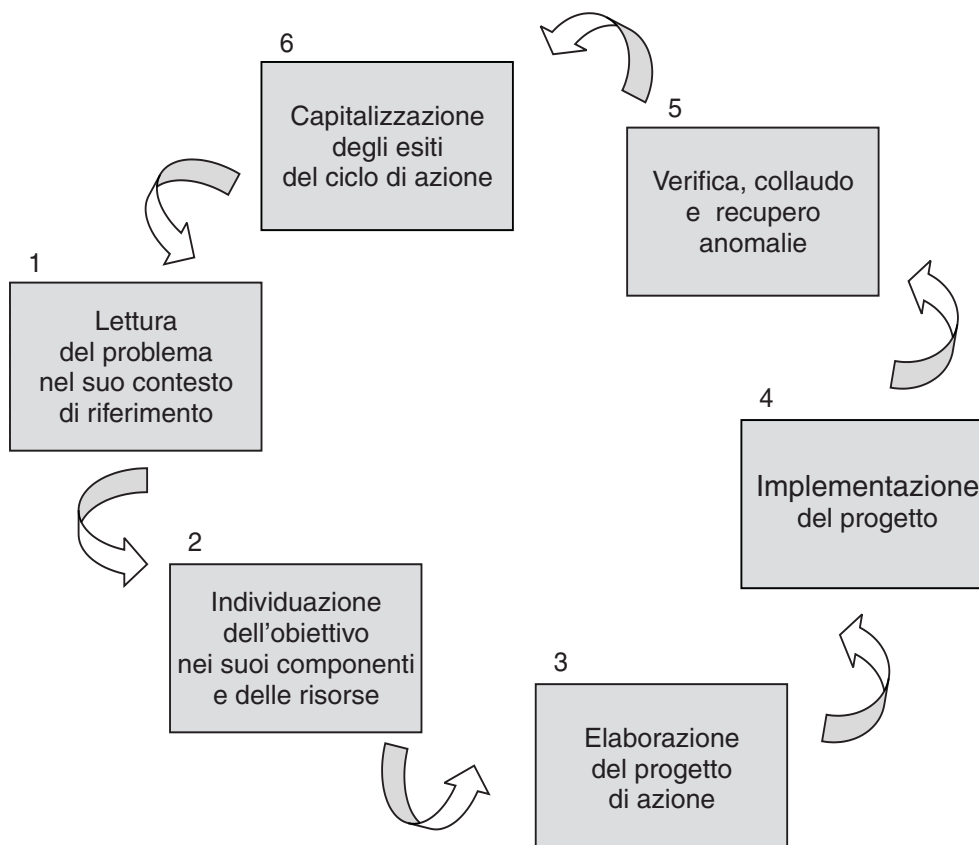 6
Capitalizzazione
degli esiti
del ciclo di azione
5
Verifica, collaudo
e recupero
anomalie
1
Lettura
del problema
nel suo contesto
di riferimento
4
Implementazione
del progetto
2
Individuazione
dell'obiettivo
nei suoi componenti
e delle risorse
3
Elaborazione
del progetto
di azione